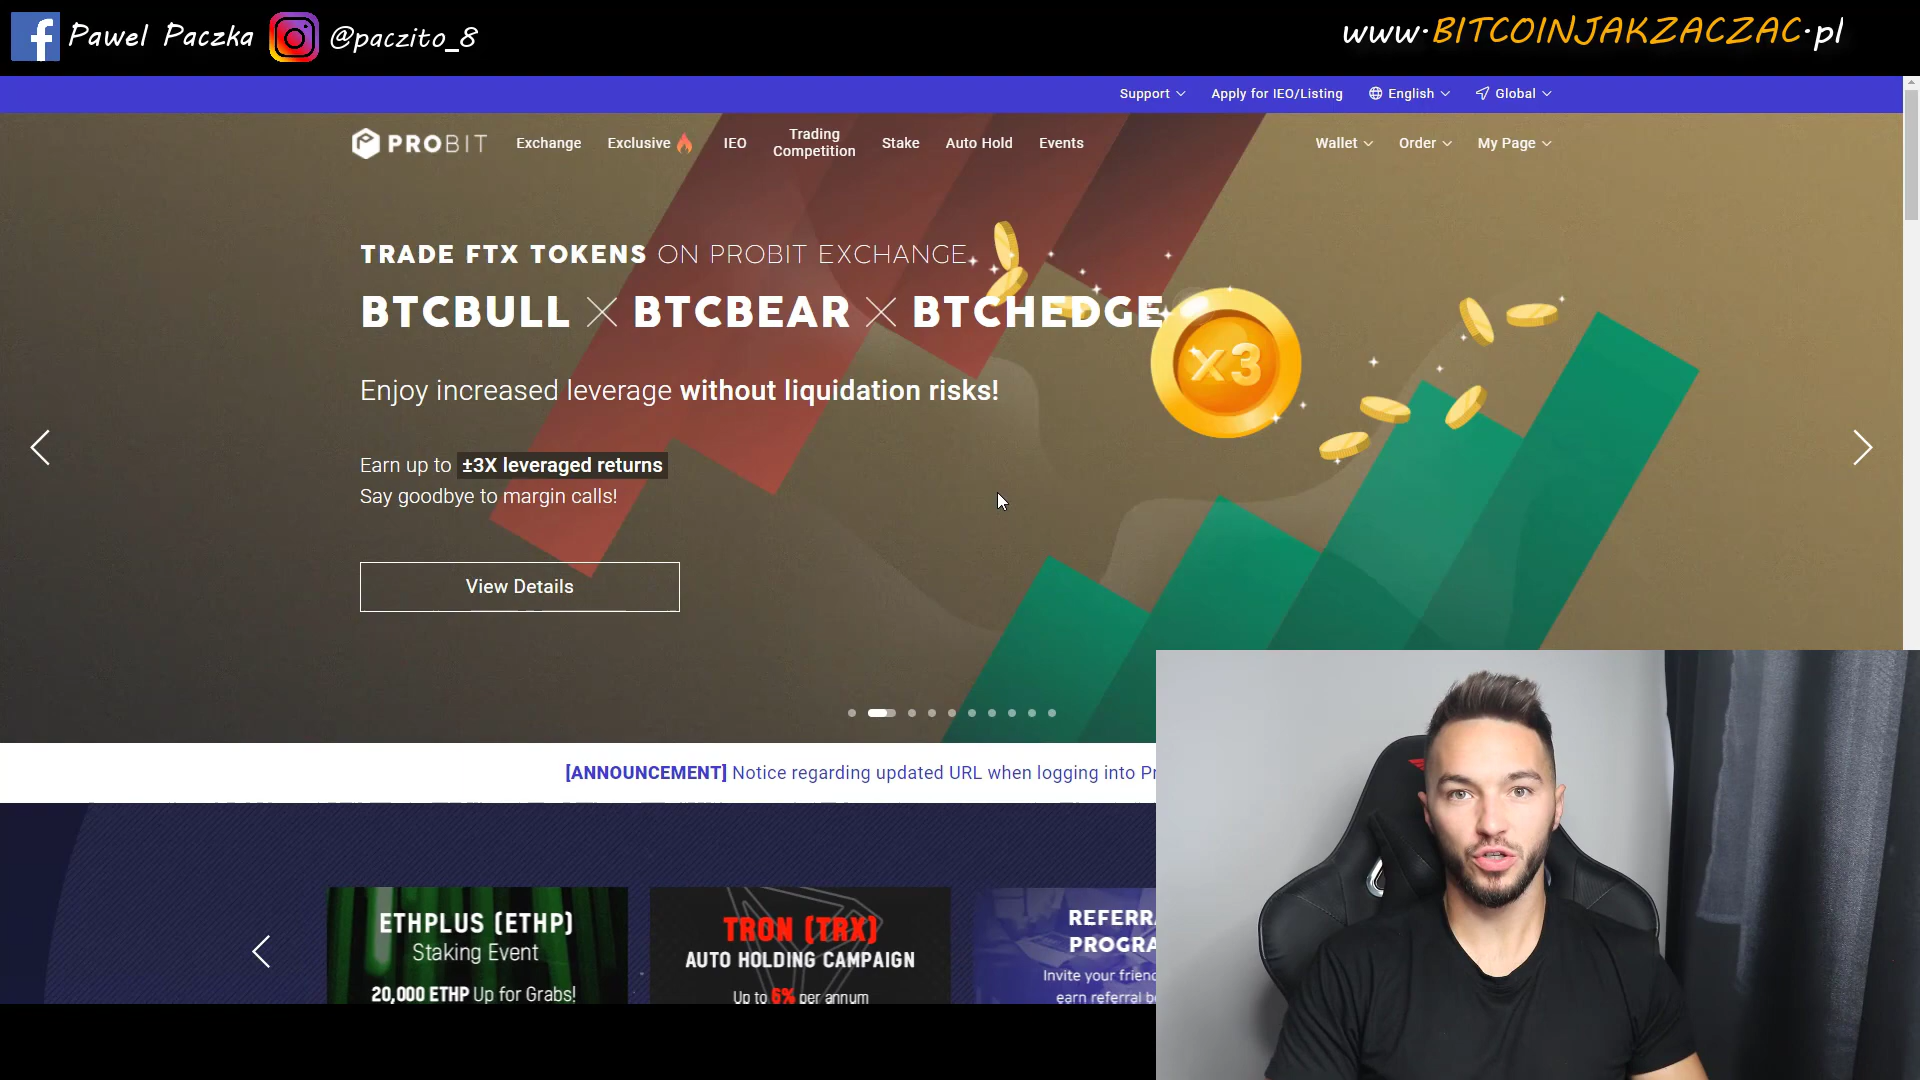 Pawel Paczka @paczito_8
www.BITCOINJAKZACZAC.pl
Support Apply for IEO/Listing English Global
PROBIT Exchange Exclusive IEO Trading Competition Stake Auto Hold Events Wallet Order My Page
TRADE FTX TOKENS ON PROBIT EXCHANGE
BTCBULL X BTCBEAR X BTCHEDGE
x3
Enjoy increased leverage without liquidation risks!
Earn up to ±3X leveraged returns
Say goodbye to margin calls!
View Details
[ANNOUNCEMENT] Notice regarding updated URL when logging into
ETHPLUS (ETHP)
Staking Event
20,000 ETHP Up for Grabs!
TRON (TRX)
AUTO HOLDING CAMPAIGN
Up to 6% per annum
Invite your
earn referral